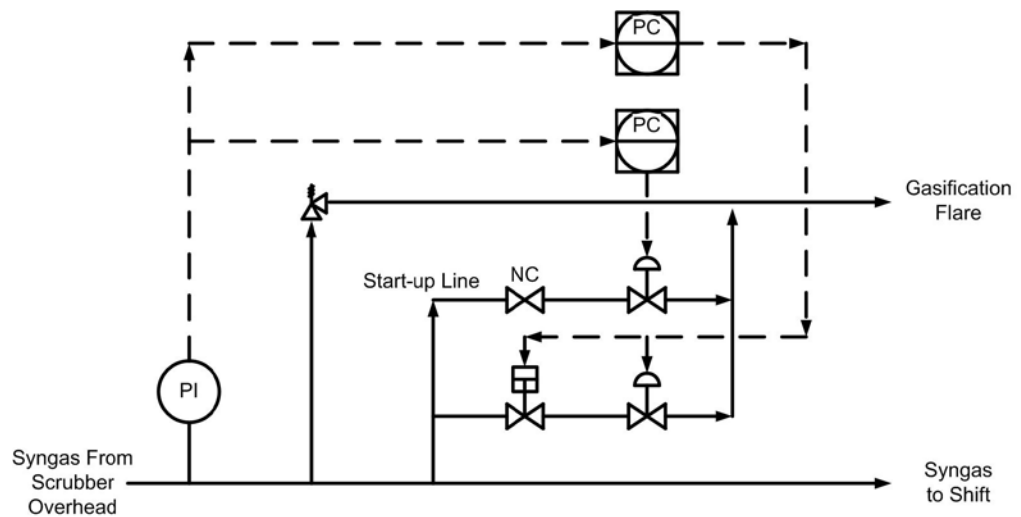 PC
PC
Gasification
Flare
Start-up Line
NC
PI
Syngas From
Scrubber
Overhead
Syngas
to Shift